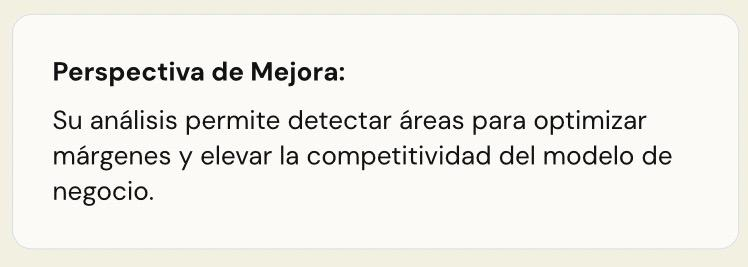 Perspectiva de Mejora:
Su análisis permite detectar áreas para optimizar
márgenes y elevar la competitividad del modelo de
negocio.